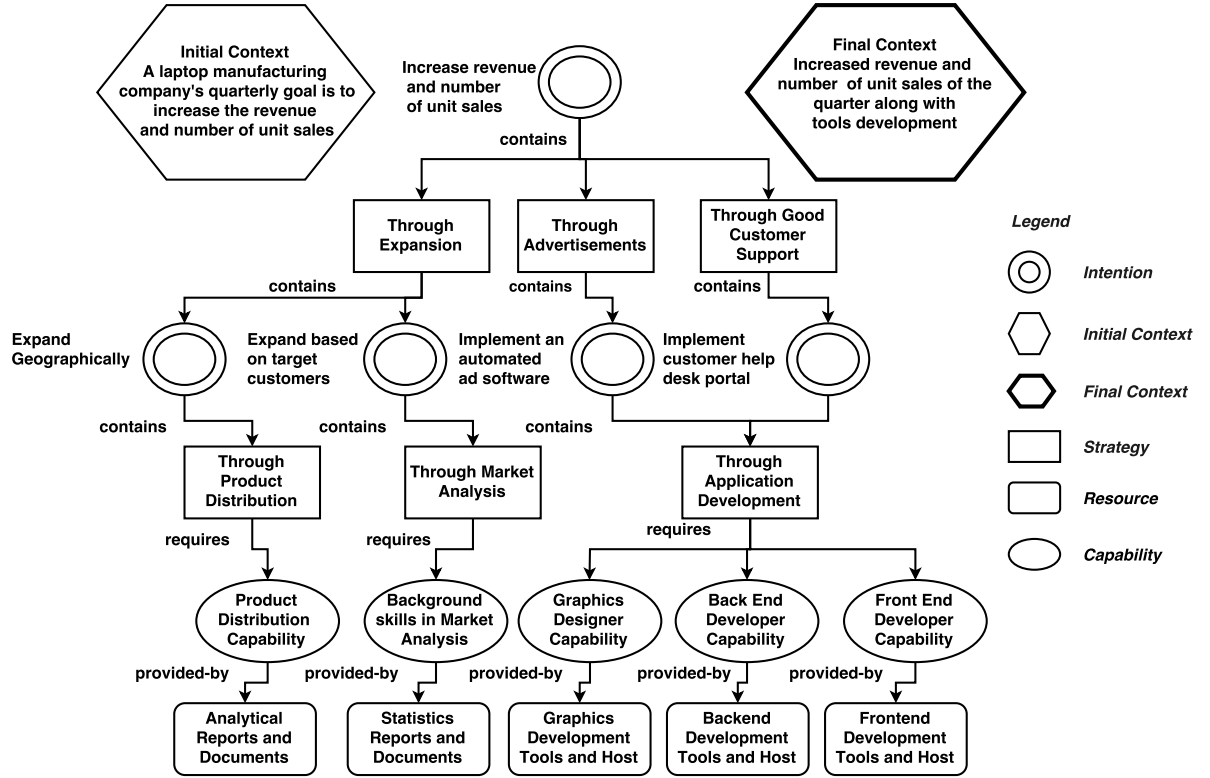 Initial Context
A laptop manufacturing
company's quarterly goal is to
increase the revenue
and number of unit sales
Increase revenue
and number
of unit sales
Final Context
Increased revenue and
number of unit sales of the
quarter along with
tools development
contains
Through
Expansion
Through
Advertisements
Through Good
Customer
Support
contains
contains
contains
Expand
Geographically
Expand based
on target
customers
Implement an
automated
ad software
Implement
customer help
desk portal
contains
contains
contains
Through
Product
Distribution
Through Market
Analysis
Through
Application
Development
requires
requires
requires
Product
Distribution
Capability
Background
skills in Market
Analysis
Graphics
Designer
Capability
Back End
Developer
Capability
Front End
Developer
Capability
provided-by
provided-by
provided-by
provided-by
provided-by
Analytical
Reports and
Documents
Statistics
Reports and
Documents
Graphics
Development
Tools and Host
Backend
Development
Tools and Host
Frontend
Development
Tools and Host
Legend
Intention
Initial Context
Final Context
Strategy
Resource
Capability